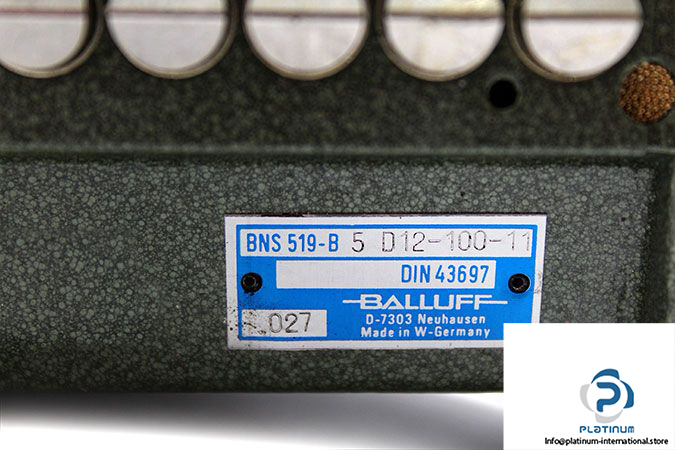 BNS 519-B 5 D12-100-11
DIN 43697
BALLUFF
027
D-7303 Neuhausen
Made in W-Germany
PLATINUM
Info@platinum-international.store